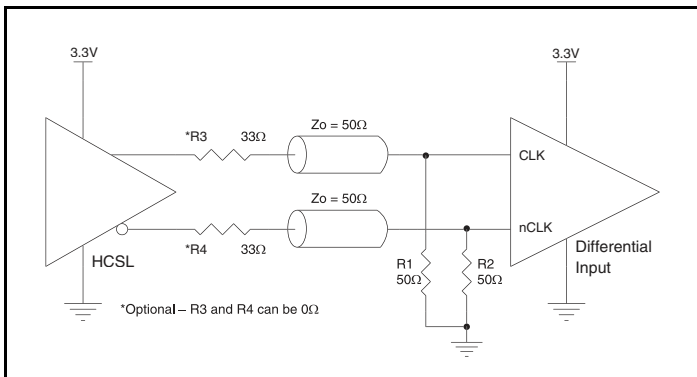 3.3V
3.3V
*R3
33Ω
Zo = 50Ω
CLK
Zo = 50Ω
nCLK
*R4
33Ω
HCSL
R1
50Ω
R2
50Ω
Differential
Input
*Optional – R3 and R4 can be 0Ω